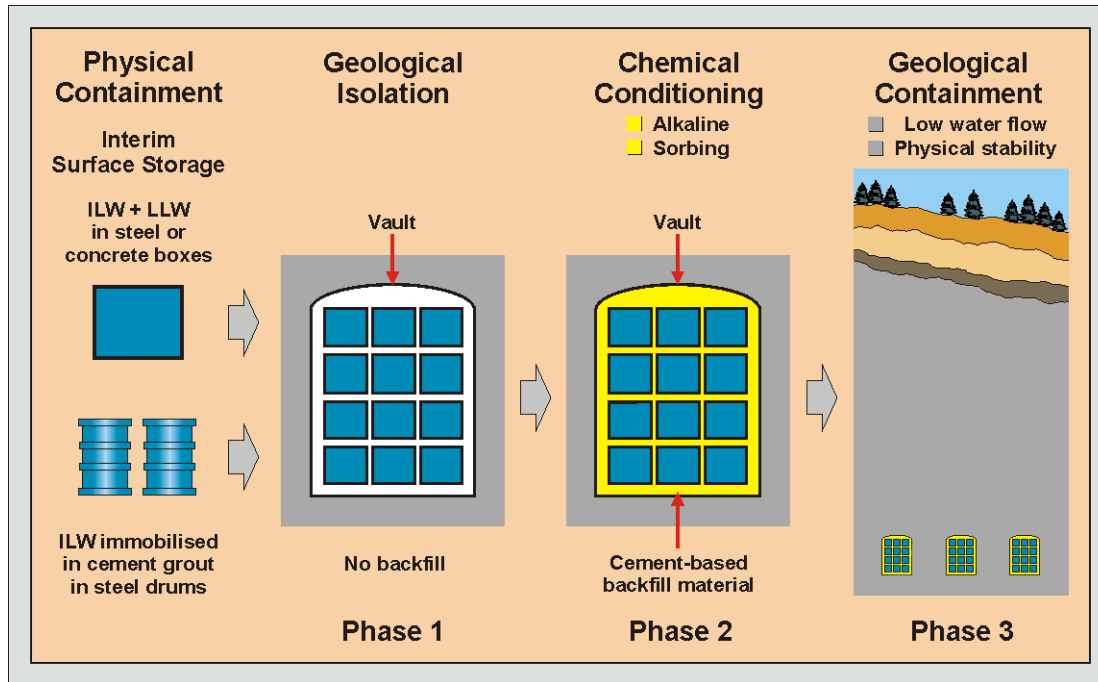 Physical
Containment
Interim
Surface Storage
ILW + LLW
in steel or
concrete boxes
ILW immobilised
in cement grout
in steel drums
Geological
Isolation
Vault
No backfill
Phase 1
Chemical
Conditioning
Alkaline
Sorbing
Vault
Cement-based
backfill material
Phase 2
Geological
Containment
Low water flow
Physical stability
Phase 3